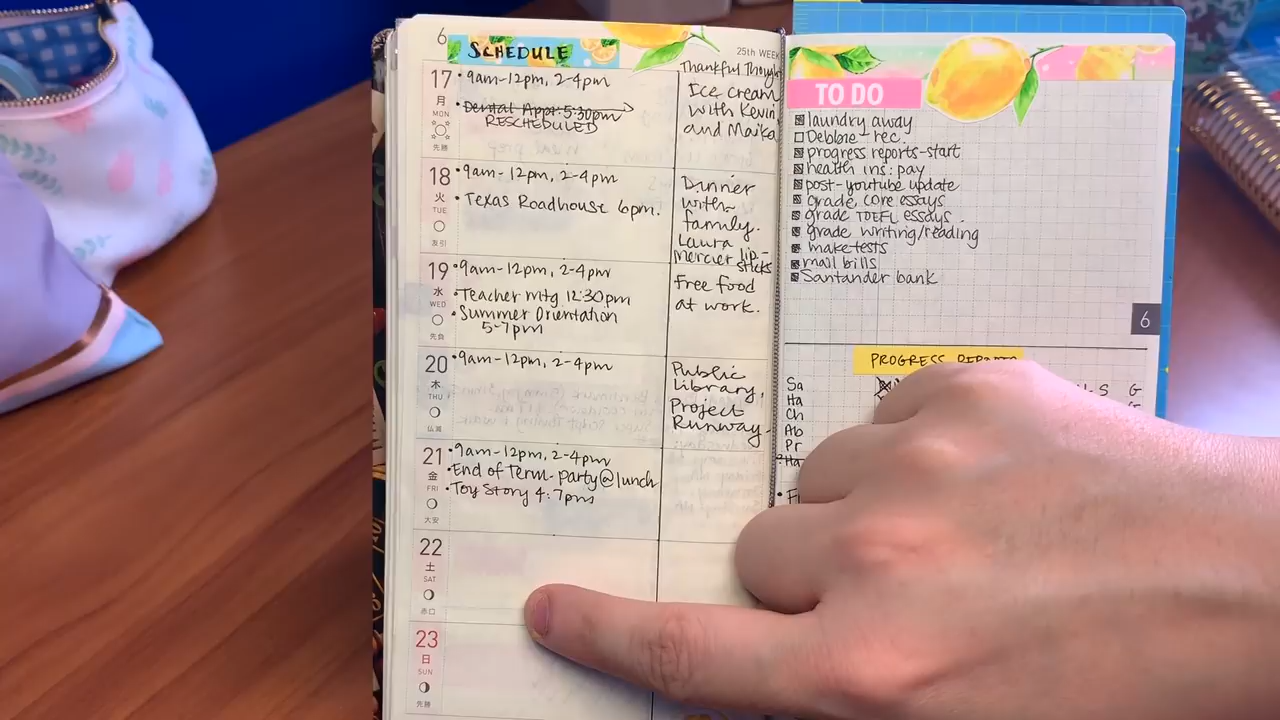 6
SCHEDULE
25th WEEK
17
月
MON
先勝
• 9am-12pm, 2-4pm
• Dental Appt 5:30pm
RESCHEDULED
Thankful Though
Ice cream
with Kevin
and Maika
18
火
TUE
友引
• 9am-12pm, 2-4pm
• Texas Roadhouse 6pm.
Dinner
with
family.
Laura
Mercier lip-
sticks
19
水
WED
先負
• 9am-12pm, 2-4pm
• Teacher mtg 12:30pm
• Summer Orientation
5-7pm
Free food
at work.
20
木
THU
仏滅
• 9am-12pm, 2-4pm
Public
Library,
Project
Runway
21
金
FRI
大安
• 9am-12pm, 2-4pm
• End of Term-party@lunch
• Toy Story 4: 7pm
22
土
SAT
赤口
23
日
SUN
先勝
TO DO
laundry away
Debbie-rec.
progress reports-start
health ins: pay
post-youtube update
grade core essays
grade TOEFL essays
grade writing/reading
make tests
mail bills
Santander bank
6
PROGRESS REPORTS
Sa
Ha
Ch
Ab
Pr
?Ha
L S G